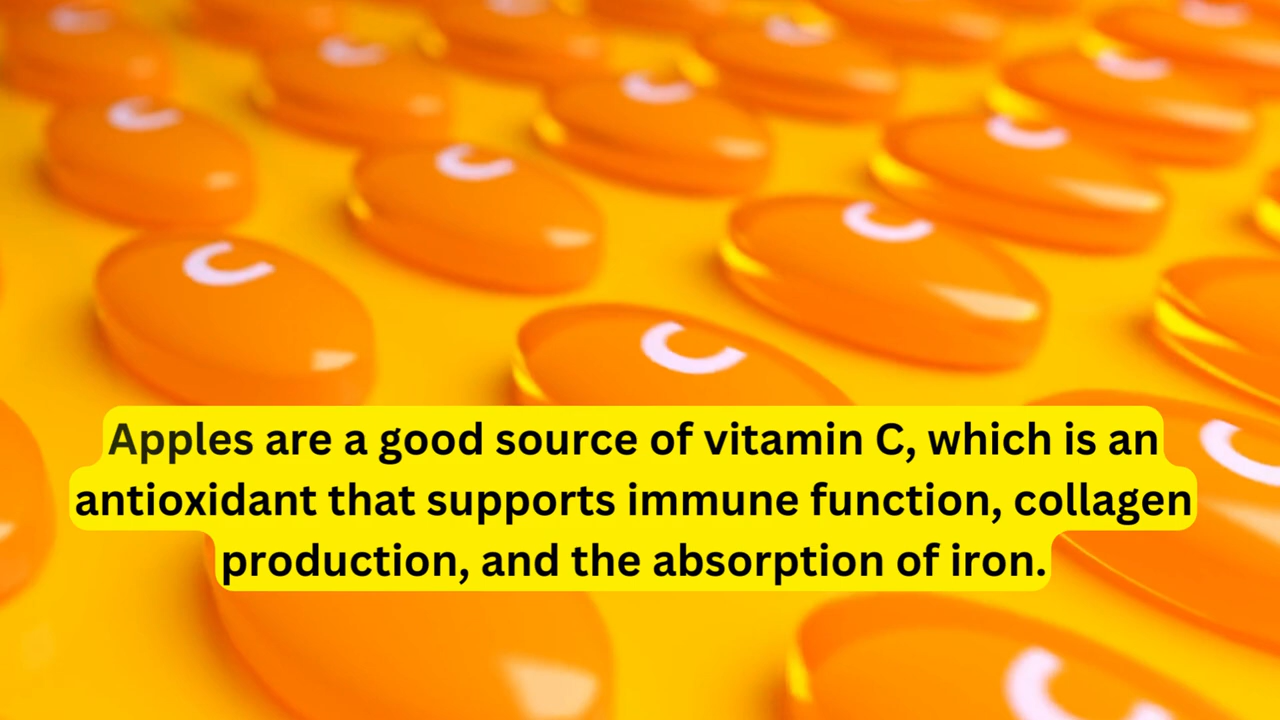 C
C
C
C
C
C
C
C
C
C
C
C
Apples are a good source of vitamin C, which is an
antioxidant that supports immune function, collagen
production, and the absorption of iron.
C